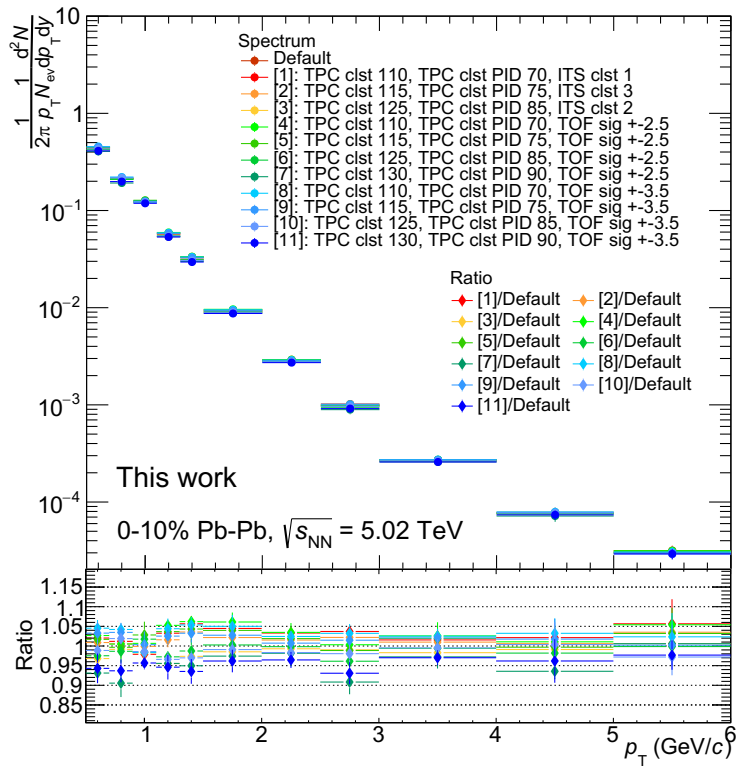 1/2π 1/p_T d²N/N_ev dp_T dy
10
1
10⁻¹
10⁻²
10⁻³
10⁻⁴
Spectrum
Default
[1]: TPC clst 110, TPC clst PID 70, ITS clst 1
[2]: TPC clst 115, TPC clst PID 75, ITS clst 3
[3]: TPC clst 125, TPC clst PID 85, ITS clst 2
[4]: TPC clst 110, TPC clst PID 70, TOF sig +-2.5
[5]: TPC clst 115, TPC clst PID 75, TOF sig +-2.5
[6]: TPC clst 125, TPC clst PID 85, TOF sig +-2.5
[7]: TPC clst 130, TPC clst PID 90, TOF sig +-2.5
[8]: TPC clst 110, TPC clst PID 70, TOF sig +-3.5
[9]: TPC clst 115, TPC clst PID 75, TOF sig +-3.5
[10]: TPC clst 125, TPC clst PID 85, TOF sig +-3.5
[11]: TPC clst 130, TPC clst PID 90, TOF sig +-3.5
Ratio
[1]/Default [2]/Default
[3]/Default [4]/Default
[5]/Default [6]/Default
[7]/Default [8]/Default
[9]/Default [10]/Default
[11]/Default
This work
0-10% Pb-Pb, √s_NN = 5.02 TeV
Ratio
1.15
1.1
1.05
1
0.95
0.9
0.85
1 2 3 4 5 6
p_T (GeV/c)